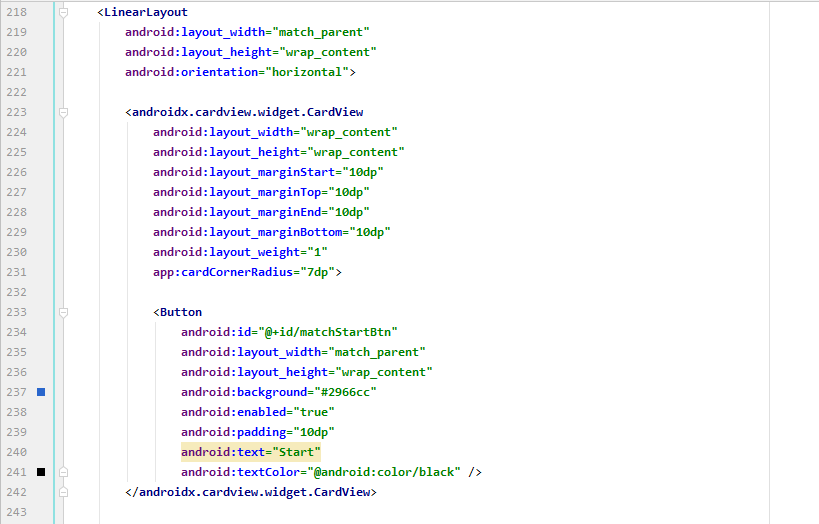 218 <LinearLayout
219 android:layout_width="match_parent"
220 android:layout_height="wrap_content"
221 android:orientation="horizontal">
222
223 <androidx.cardview.widget.CardView
224 android:layout_width="wrap_content"
225 android:layout_height="wrap_content"
226 android:layout_marginStart="10dp"
227 android:layout_marginTop="10dp"
228 android:layout_marginEnd="10dp"
229 android:layout_marginBottom="10dp"
230 android:layout_weight="1"
231 app:cardCornerRadius="7dp">
232
233 <Button
234 android:id="@+id/matchStartBtn"
235 android:layout_width="match_parent"
236 android:layout_height="wrap_content"
237 android:background="#2966cc"
238 android:enabled="true"
239 android:padding="10dp"
240 android:text="Start"
241 android:textColor="@android:color/black" />
242 </androidx.cardview.widget.CardView>
243